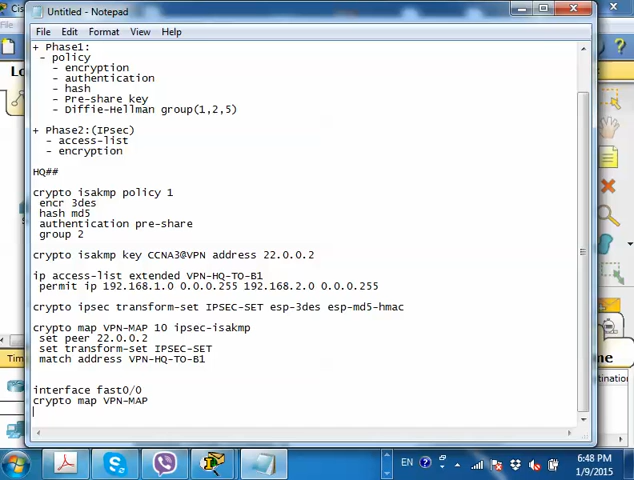 Cis
Untitled - Notepad
File
File Edit Format View Help
Lo
+ Phase1:
- policy
- encryption
- authentication
- hash
- Pre-share key
- Diffie-Hellman group(1,2,5)
+ Phase2:(IPsec)
- access-list
- encryption
HQ##
crypto isakmp policy 1
encr 3des
hash md5
authentication pre-share
group 2
crypto isakmp key CCNA3@VPN address 22.0.0.2
ip access-list extended VPN-HQ-TO-B1
permit ip 192.168.1.0 0.0.0.255 192.168.2.0 0.0.0.255
crypto ipsec transform-set IPSEC-SET esp-3des esp-md5-hmac
crypto map VPN-MAP 10 ipsec-isakmp
set peer 22.0.0.2
set transform-set IPSEC-SET
match address VPN-HQ-TO-B1
interface fast0/0
crypto map VPN-MAP
Tim
me
tination
EN
6:48 PM
1/9/2015